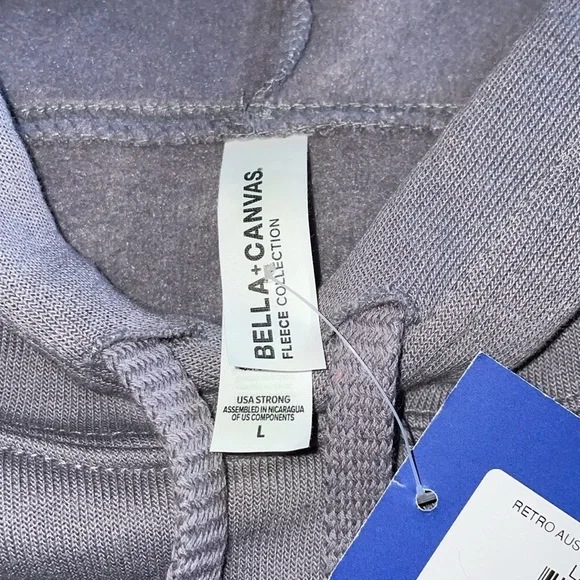 BELLA+CANVAS®
FLEECE COLLECTION
USA STRONG
ASSEMBLED IN NICARAGUA
OF US COMPONENTS
L
RETRO AUS
L